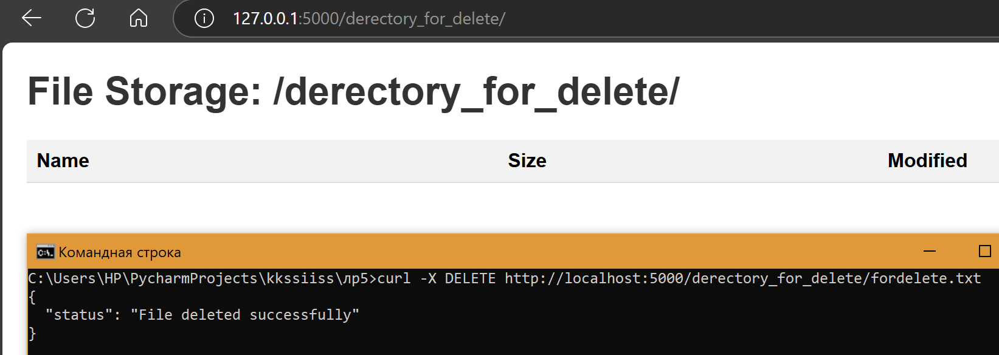 127.0.0.1:5000/derectory_for_delete/
File Storage: /derectory_for_delete/
Name Size Modified
C:\. Командная строка
C:\Users\HP\PycharmProjects\kkssiiss\лр5>curl -X DELETE http://localhost:5000/derectory_for_delete/fordelete.txt
{
  "status": "File deleted successfully"
}